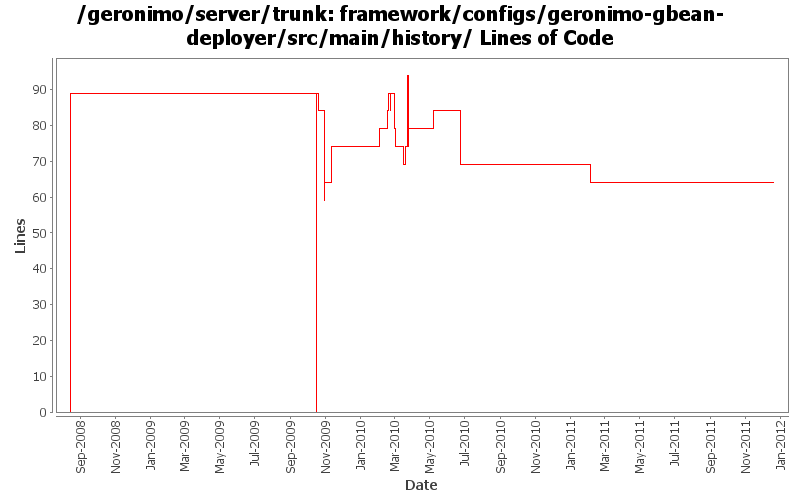 /geronimo/server/trunk: framework/configs/geronimo-gbean-
deployer/src/main/history/ Lines of Code
Lines
90
80
70
60
50
40
30
20
10
0
Sep-2008
Nov-2008
Jan-2009
Mar-2009
May-2009
Jul-2009
Sep-2009
Nov-2009
Jan-2010
Mar-2010
May-2010
Jul-2010
Sep-2010
Nov-2010
Jan-2011
Mar-2011
May-2011
Jul-2011
Sep-2011
Nov-2011
Jan-2012
Date